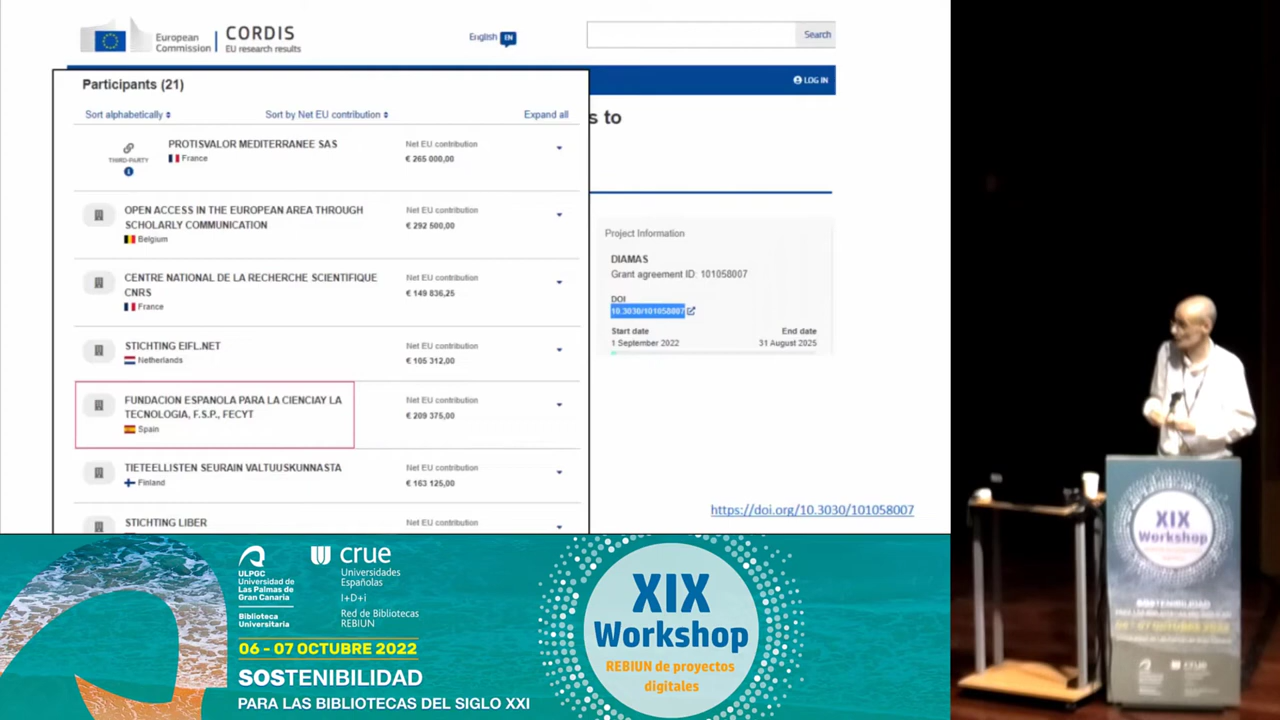 European
Commission
CORDIS
EU research results
English EN
Search
LOG IN
Participants (21)
Sort alphabetically
Sort by Net EU contribution
Expand all
s to
THIRD-PARTY
PROTISVALOR MEDITERRANEE SAS
France
Net EU contribution
€ 265 000,00
OPEN ACCESS IN THE EUROPEAN AREA THROUGH
SCHOLARLY COMMUNICATION
Belgium
Net EU contribution
€ 292 500,00
CENTRE NATIONAL DE LA RECHERCHE SCIENTIFIQUE
CNRS
France
Net EU contribution
€ 149 836,25
STICHTING EIFL.NET
Netherlands
Net EU contribution
€ 105 312,00
FUNDACION ESPANOLA PARA LA CIENCIAY LA
TECNOLOGIA, F.S.P., FECYT
Spain
Net EU contribution
€ 209 375,00
TIETEELLISTEN SEURAIN VALTUUSKUNNASTA
Finland
Net EU contribution
€ 163 125,00
STICHTING LIBER
Net EU contribution
Project Information
DIAMAS
Grant agreement ID: 101058007
DOI
10.3030/101058007
Start date
1 September 2022
End date
31 August 2025
https://doi.org/10.3030/101058007
ULPGC
Universidad de
Las Palmas de
Gran Canaria
Biblioteca
Universitaria
crue
Universidades
Españolas
I+D+i
Red de Bibliotecas
REBIUN
06 - 07 OCTUBRE 2022
SOSTENIBILIDAD
PARA LAS BIBLIOTECAS DEL SIGLO XXI
XIX
Workshop
REBIUN de proyectos
digitales
XIX
Workshop
SOSTENIBILIDAD
crue